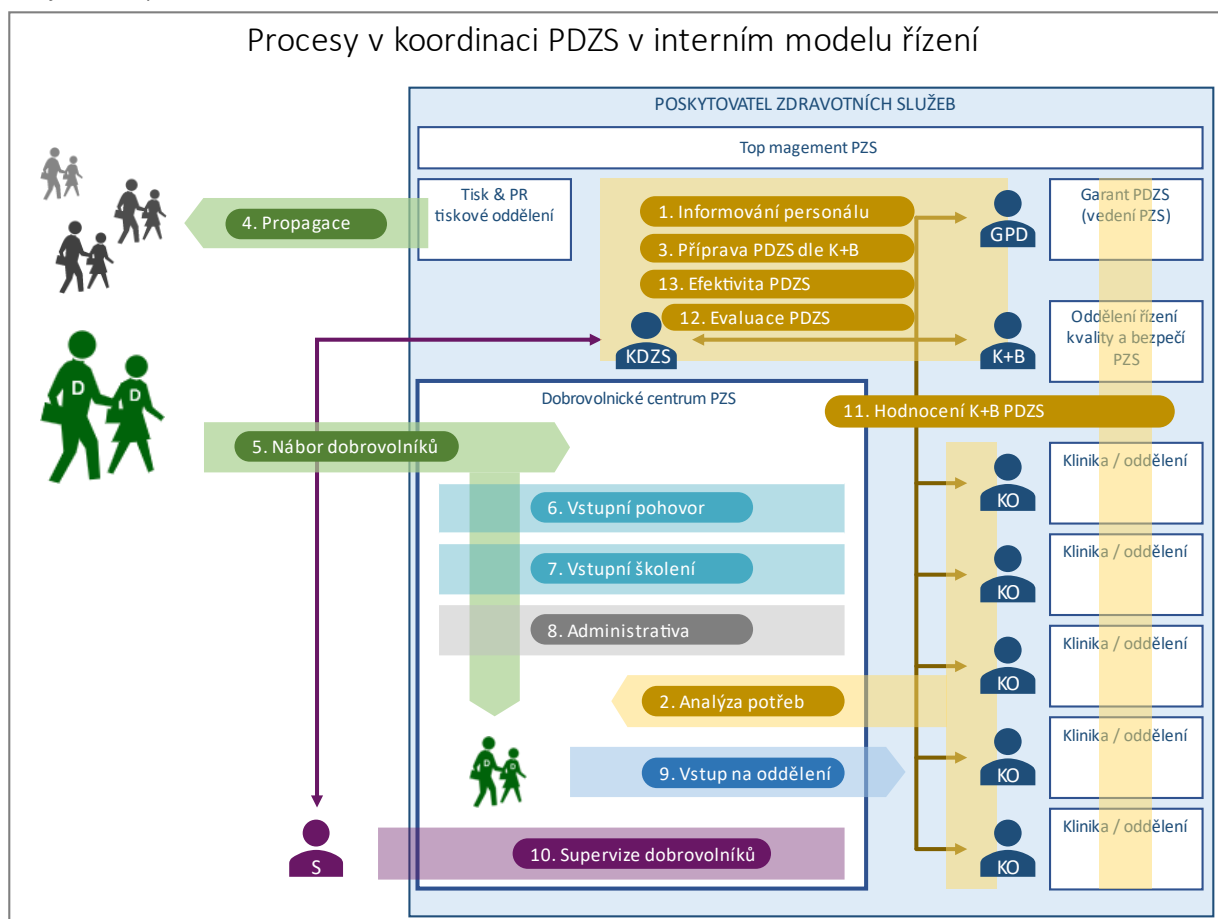 Procesy v koordinaci PDZS v interním modelu řízení
POSKYTOVATEL ZDRAVOTNÍCH SLUŽEB
Top magement PZS
Tisk & PR
tiskové oddělení
4. Propagace
1. Informování personálu
3. Příprava PDZS dle K+B
13. Efektivita PDZS
12. Evaluace PDZS
GPD
Garant PDZS
(vedení PZS)
KDZS
K+B
Oddělení řízení
kvality a bezpečí
PZS
D
D
Dobrovolnické centrum PZS
11. Hodnocení K+B PDZS
5. Nábor dobrovolníků
KO
Klinika / oddělení
6. Vstupní pohovor
7. Vstupní školení
KO
Klinika / oddělení
8. Administrativa
KO
Klinika / oddělení
2. Analýza potřeb
D
D
9. Vstup na oddělení
KO
Klinika / oddělení
S
10. Supervize dobrovolníků
KO
Klinika / oddělení